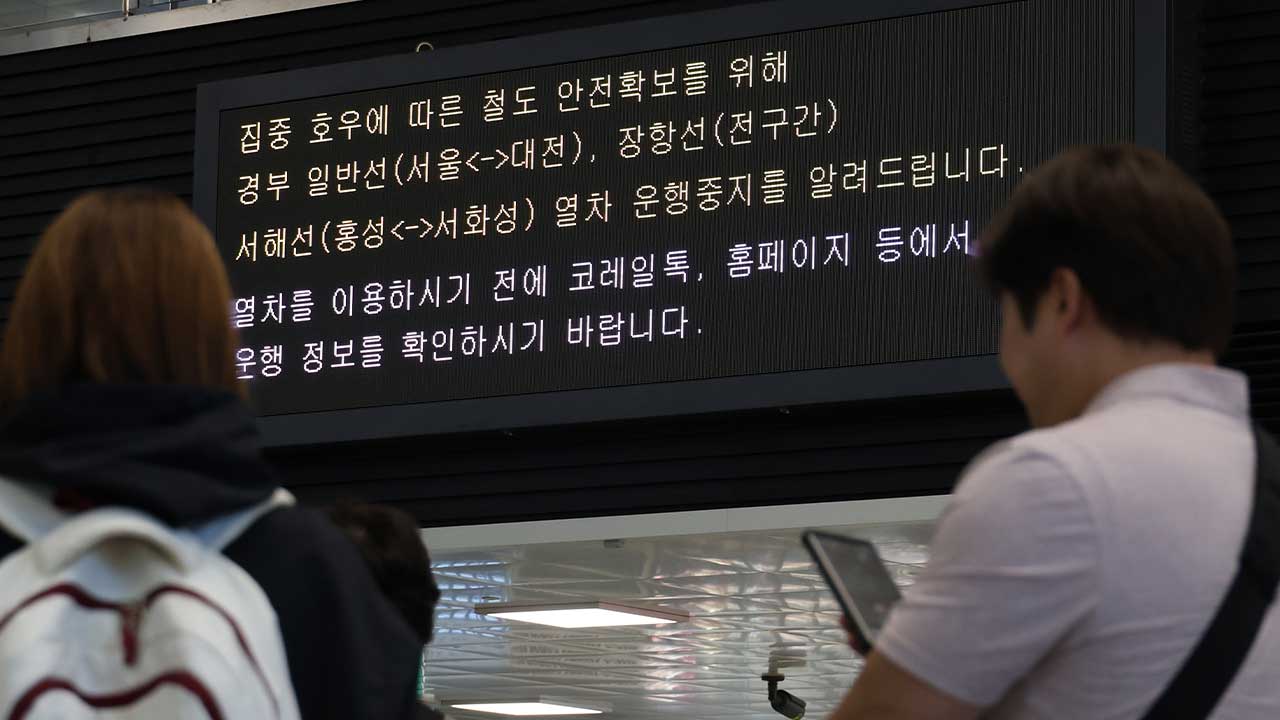 집중 호우에 따른 철도 안전확보를 위해
경부 일반선(서울<->대전), 장항선(전구간)
서해선(홍성<->서화성) 열차 운행중지를 알려드립니다.
열차를 이용하시기 전에 코레일톡, 홈페이지 등에서
운행 정보를 확인하시기 바랍니다.